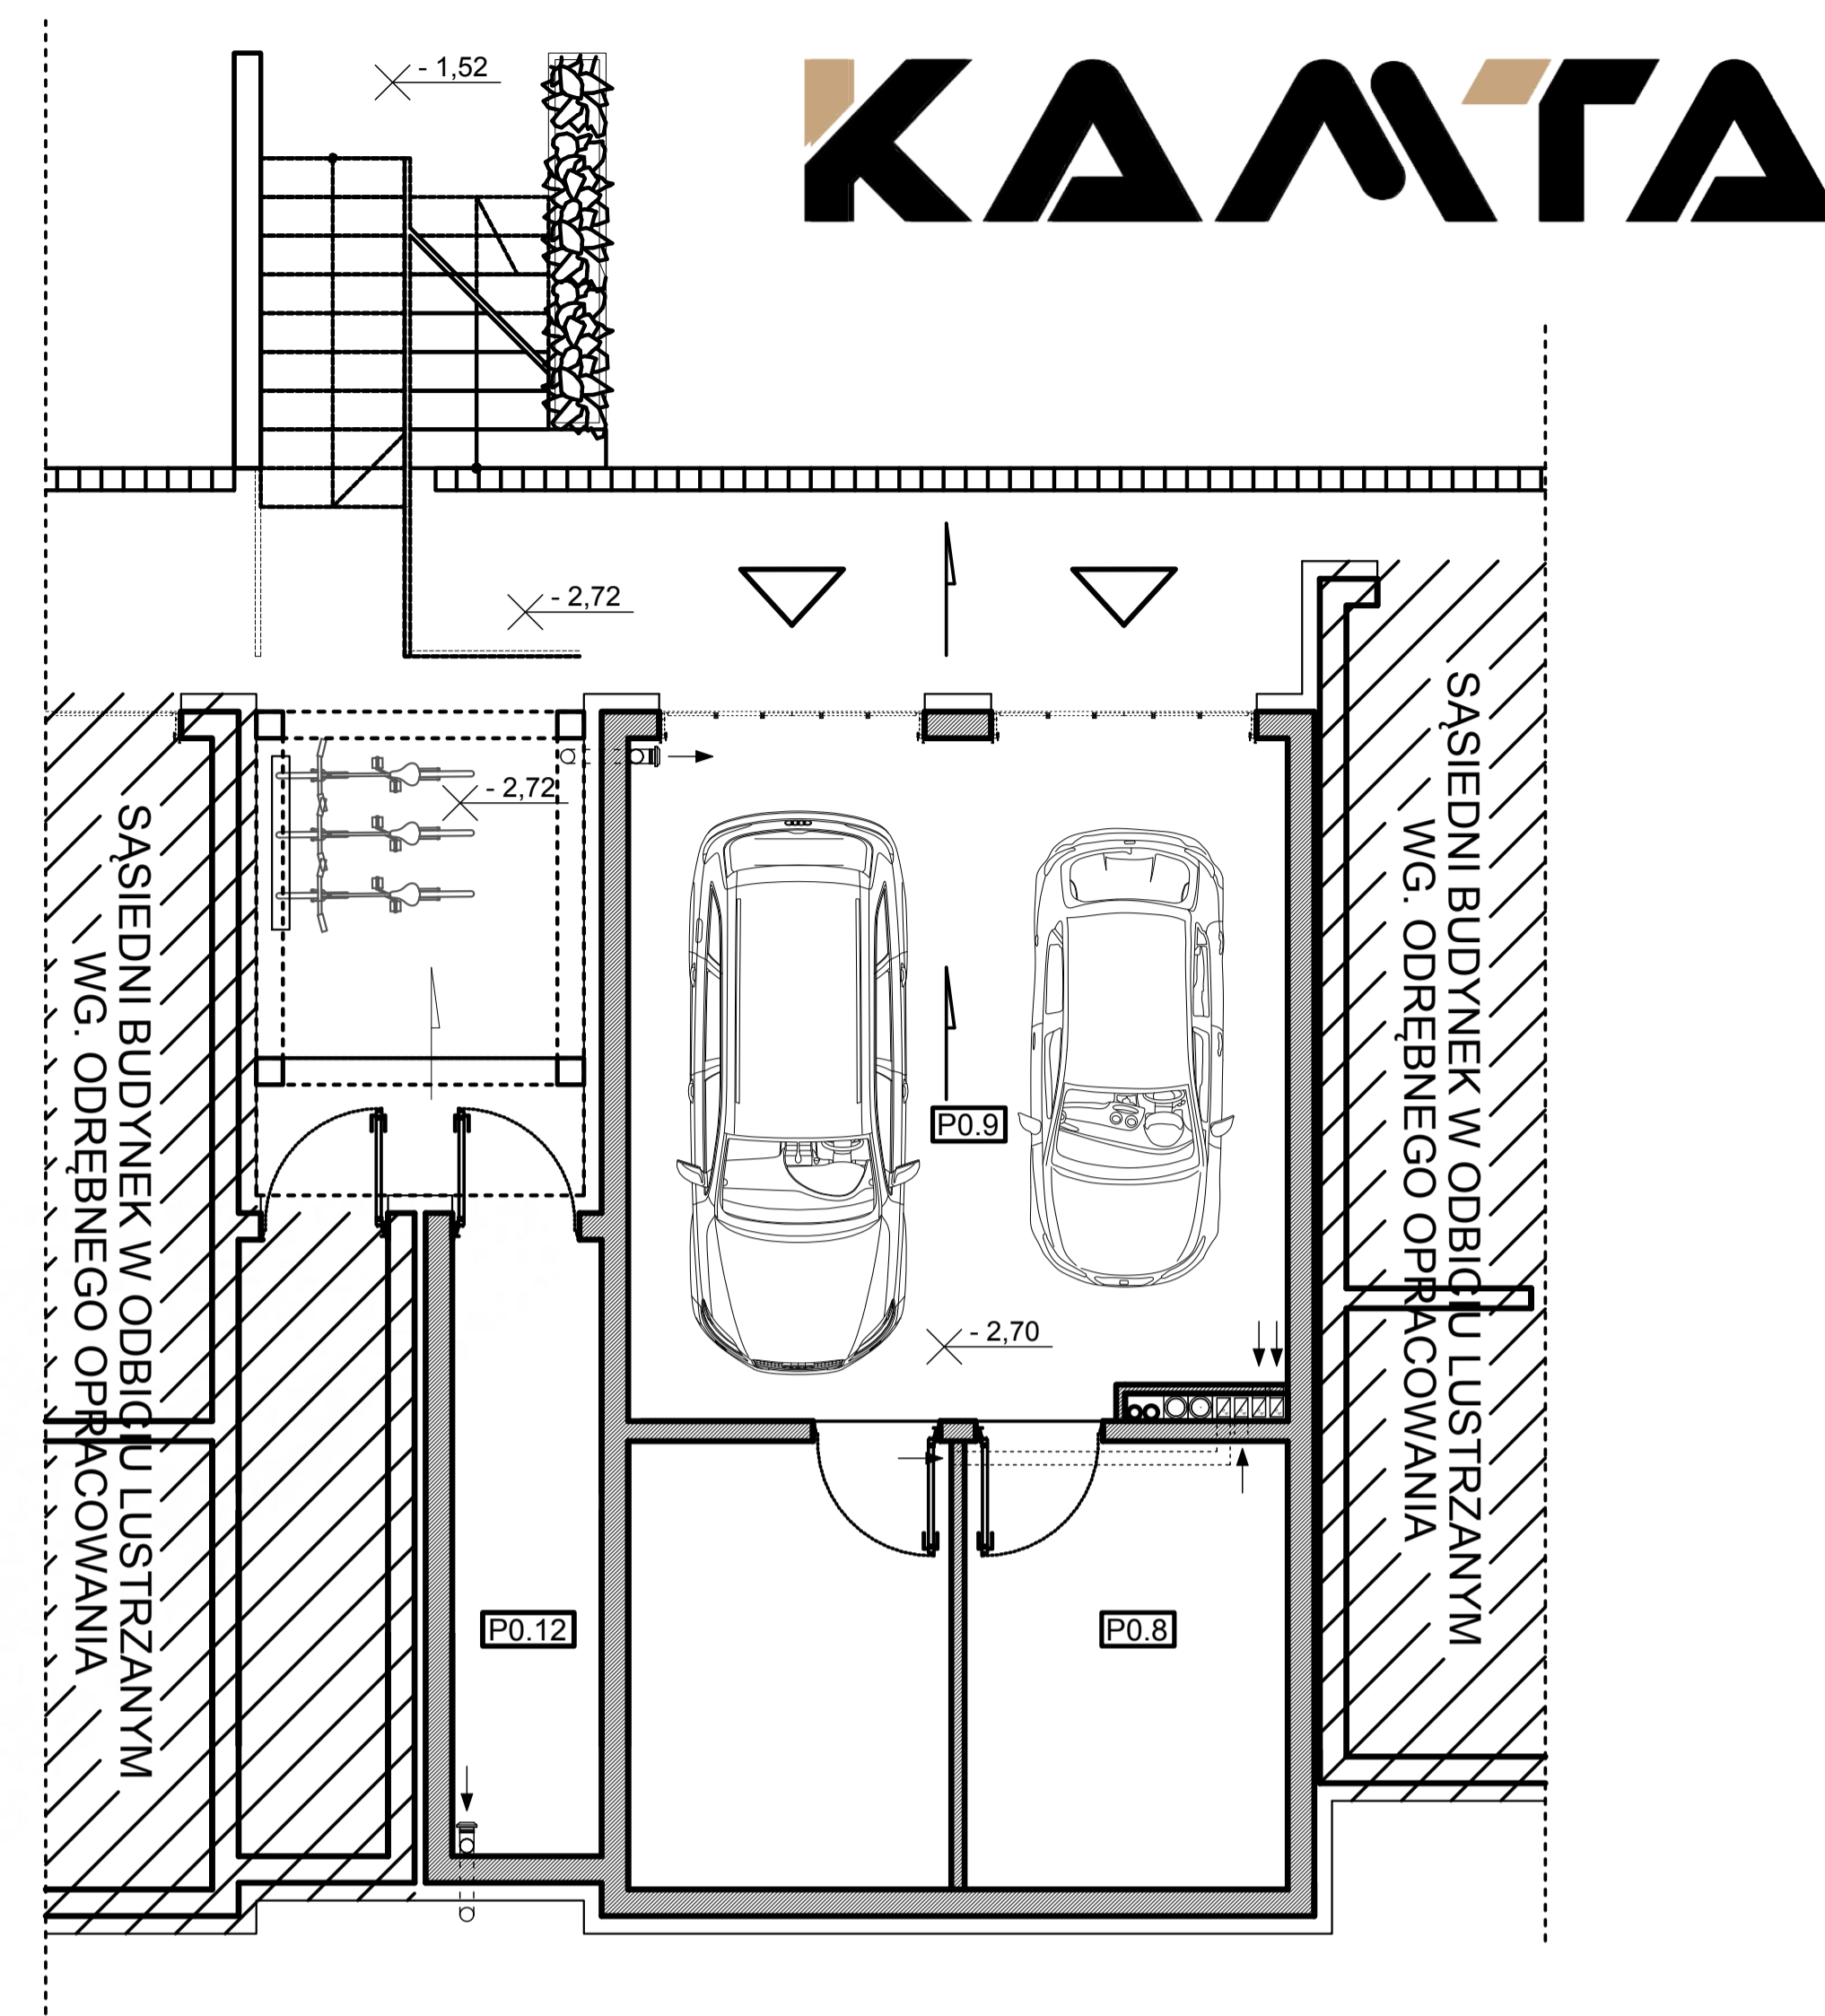 KAMTA
- 1,52
- 2,72
- 2,72
P0.9
- 2,70
P0.12
P0.8
SĄSIEDNI BUDYNEK W ODBICIU LUSTRZANYM
WG. ODRĘBNEGO OPRACOWANIA
SĄSIEDNI BUDYNEK W ODBICIU LUSTRZANYM
WG. ODRĘBNEGO OPRACOWANIA